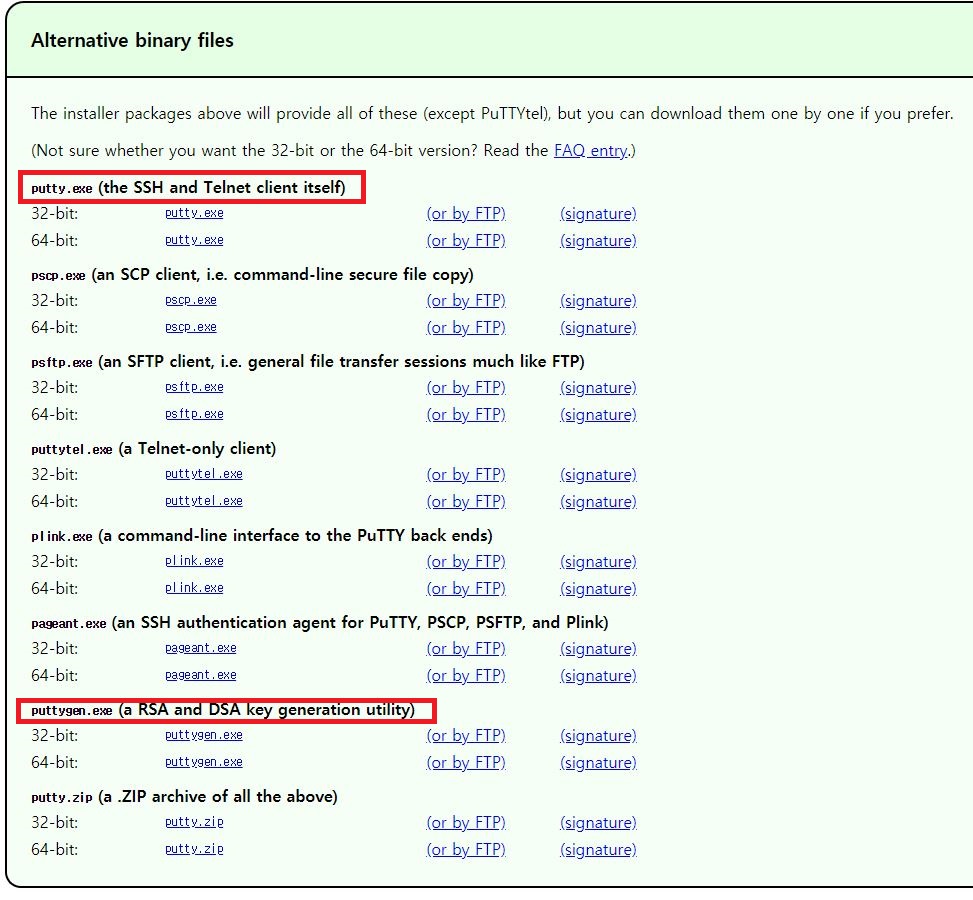 Alternative binary files
The installer packages above will provide all of these (except PuTTYtel), but you can download them one by one if you prefer.
(Not sure whether you want the 32-bit or the 64-bit version? Read the FAQ entry.)
putty.exe (the SSH and Telnet client itself)
32-bit: putty.exe (or by FTP) (signature)
64-bit: putty.exe (or by FTP) (signature)
pscp.exe (an SCP client, i.e. command-line secure file copy)
32-bit: pscp.exe (or by FTP) (signature)
64-bit: pscp.exe (or by FTP) (signature)
psftp.exe (an SFTP client, i.e. general file transfer sessions much like FTP)
32-bit: psftp.exe (or by FTP) (signature)
64-bit: psftp.exe (or by FTP) (signature)
puttytel.exe (a Telnet-only client)
32-bit: puttytel.exe (or by FTP) (signature)
64-bit: puttytel.exe (or by FTP) (signature)
plink.exe (a command-line interface to the PuTTY back ends)
32-bit: plink.exe (or by FTP) (signature)
64-bit: plink.exe (or by FTP) (signature)
pageant.exe (an SSH authentication agent for PuTTY, PSCP, PSFTP, and Plink)
32-bit: pageant.exe (or by FTP) (signature)
64-bit: pageant.exe (or by FTP) (signature)
puttygen.exe (a RSA and DSA key generation utility)
32-bit: puttygen.exe (or by FTP) (signature)
64-bit: puttygen.exe (or by FTP) (signature)
putty.zip (a .ZIP archive of all the above)
32-bit: putty.zip (or by FTP) (signature)
64-bit: putty.zip (or by FTP) (signature)